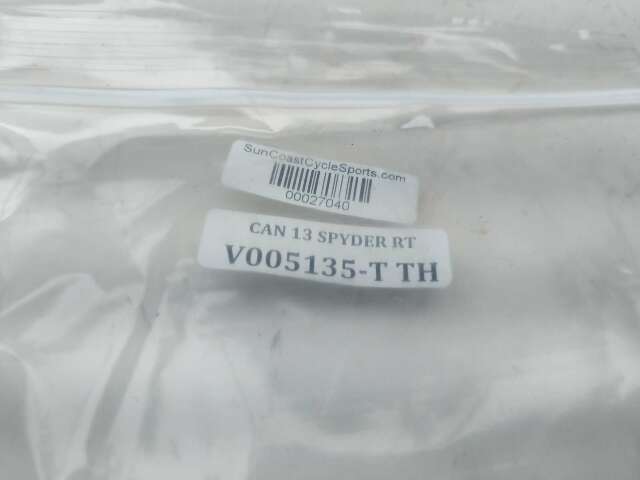 SunCoastCycleSports.com
00027040
CAN 13 SPYDER RT
V005135-T TH